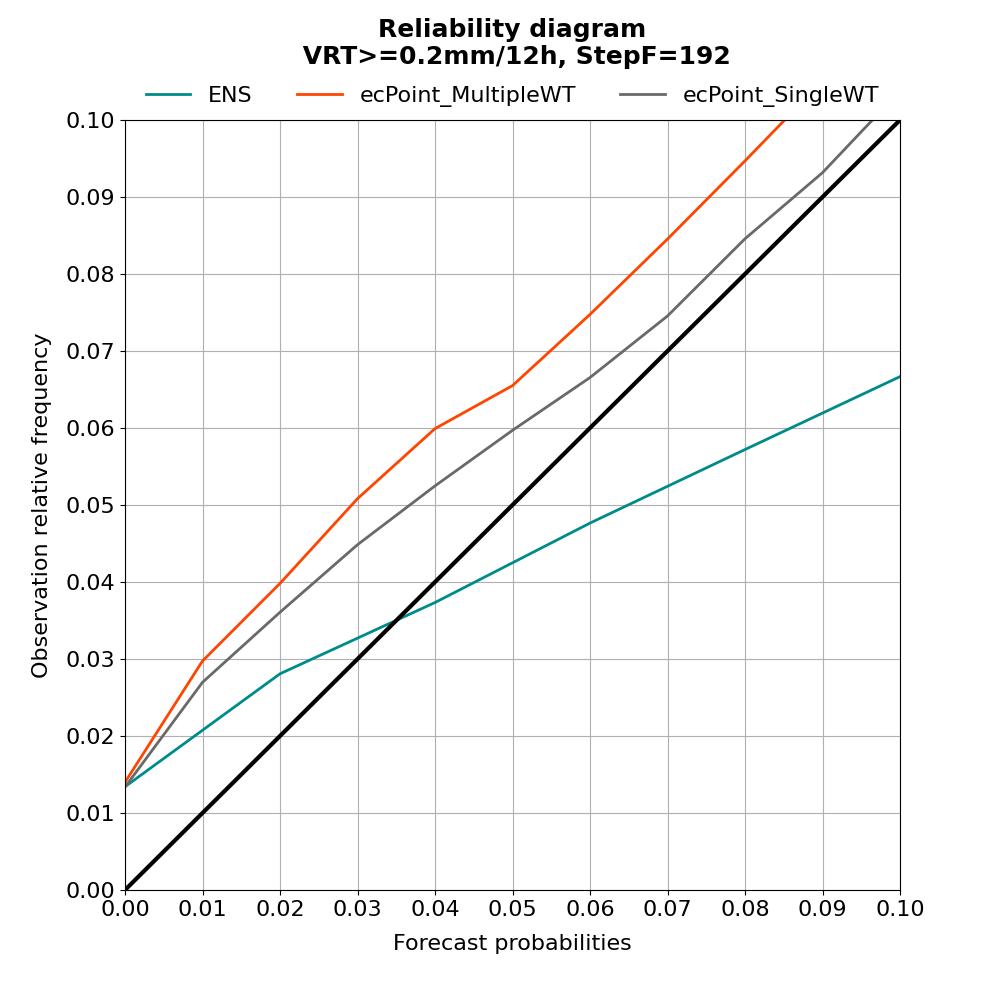 Reliability diagram
VRT>=0.2mm/12h, StepF=192
ENS ecPoint_MultipleWT ecPoint_SingleWT
0.10
0.09
0.08
0.07
0.06
0.05
0.04
0.03
0.02
0.01
0.00
Observation relative frequency
0.00 0.01 0.02 0.03 0.04 0.05 0.06 0.07 0.08 0.09 0.10
Forecast probabilities